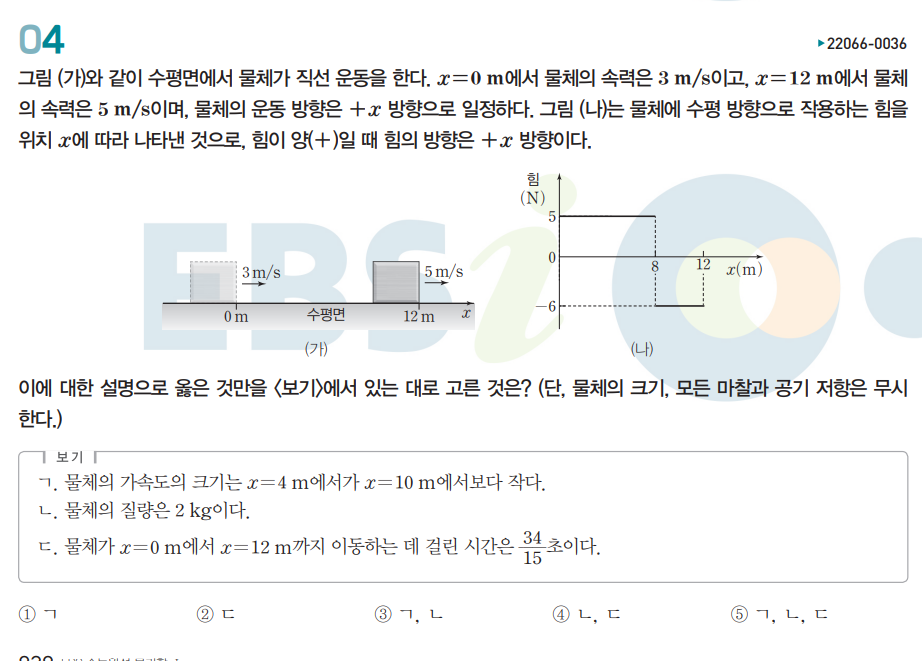 04
▶22066-0036
그림 (가)와 같이 수평면에서 물체가 직선 운동을 한다. x=0 m에서 물체의 속력은 3 m/s이고, x=12 m에서 물체
의 속력은 5 m/s이며, 물체의 운동 방향은 +x 방향으로 일정하다. 그림 (나)는 물체에 수평 방향으로 작용하는 힘을
위치 x에 따라 나타낸 것으로, 힘이 양(+)일 때 힘의 방향은 +x 방향이다.
EBSi
3 m/s
5 m/s
0 m
수평면
12 m
x
(가)
힘
(N)
5
0
8
12
x(m)
-6
(나)
이에 대한 설명으로 옳은 것만을 〈보기〉에서 있는 대로 고른 것은? (단, 물체의 크기, 모든 마찰과 공기 저항은 무시
한다.)
보기
ㄱ. 물체의 가속도의 크기는 x=4 m에서가 x=10 m에서보다 작다.
ㄴ. 물체의 질량은 2 kg이다.
ㄷ. 물체가 x=0 m에서 x=12 m까지 이동하는 데 걸린 시간은 34/15초이다.
① ㄱ ② ㄷ ③ ㄱ, ㄴ ④ ㄴ, ㄷ ⑤ ㄱ, ㄴ, ㄷ